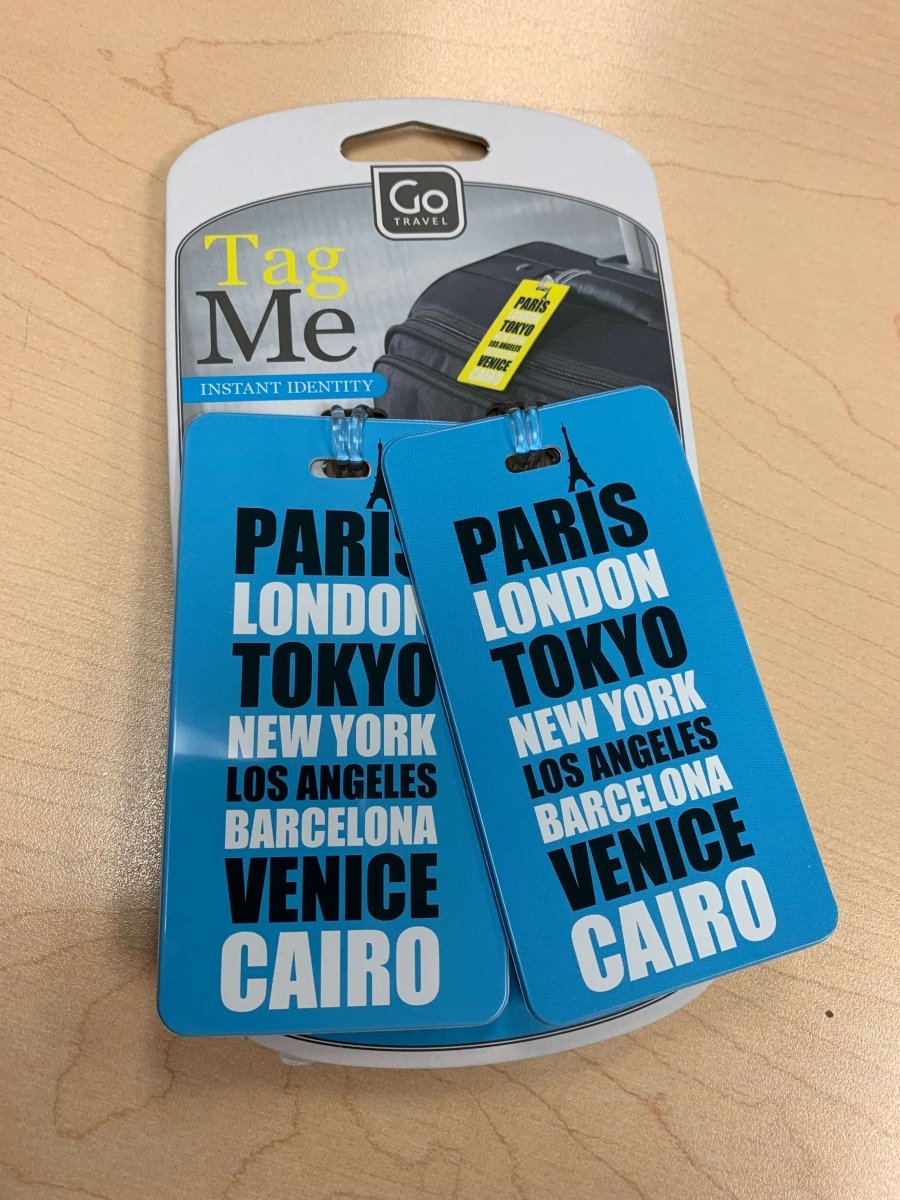 Go
TRAVEL
Tag
Me
INSTANT IDENTITY
PARIS
LONDON
TOKYO
LOS ANGELES
VENICE
CAIRO
PARIS
LONDON
TOKYO
NEW YORK
LOS ANGELES
BARCELONA
VENICE
CAIRO
PARIS
LONDON
TOKYO
NEW YORK
LOS ANGELES
BARCELONA
VENICE
CAIRO